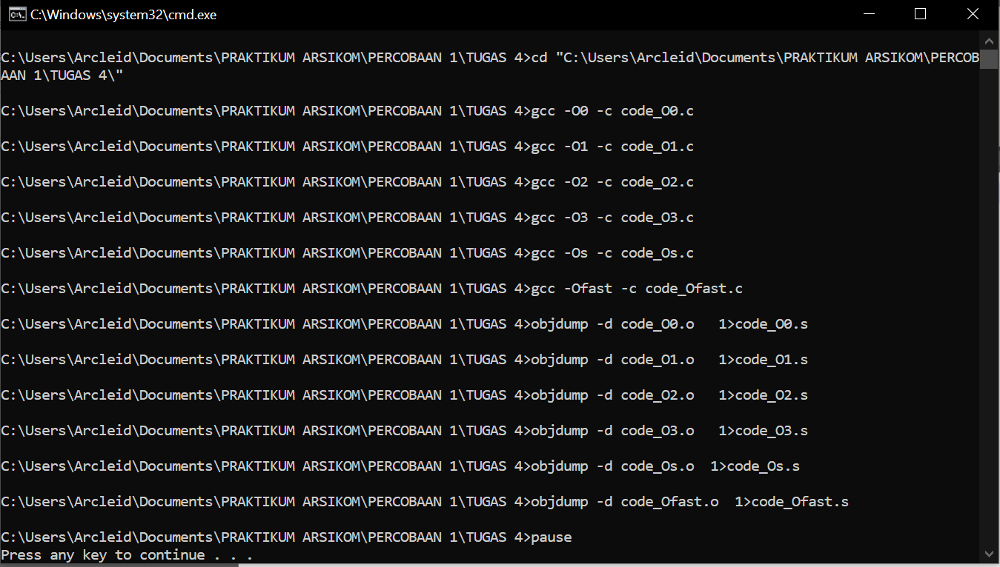 C:\Windows\system32\cmd.exe
C:\Users\Arcleid\Documents\PRAKTIKUM ARSIKOM\PERCOBAAN 1\TUGAS 4>cd "C:\Users\Arcleid\Documents\PRAKTIKUM ARSIKOM\PERCOB
AAN 1\TUGAS 4\"
C:\Users\Arcleid\Documents\PRAKTIKUM ARSIKOM\PERCOBAAN 1\TUGAS 4>gcc -O0 -c code_O0.c
C:\Users\Arcleid\Documents\PRAKTIKUM ARSIKOM\PERCOBAAN 1\TUGAS 4>gcc -O1 -c code_O1.c
C:\Users\Arcleid\Documents\PRAKTIKUM ARSIKOM\PERCOBAAN 1\TUGAS 4>gcc -O2 -c code_O2.c
C:\Users\Arcleid\Documents\PRAKTIKUM ARSIKOM\PERCOBAAN 1\TUGAS 4>gcc -O3 -c code_O3.c
C:\Users\Arcleid\Documents\PRAKTIKUM ARSIKOM\PERCOBAAN 1\TUGAS 4>gcc -Os -c code_Os.c
C:\Users\Arcleid\Documents\PRAKTIKUM ARSIKOM\PERCOBAAN 1\TUGAS 4>gcc -Ofast -c code_Ofast.c
C:\Users\Arcleid\Documents\PRAKTIKUM ARSIKOM\PERCOBAAN 1\TUGAS 4>objdump -d code_O0.o   1>code_O0.s
C:\Users\Arcleid\Documents\PRAKTIKUM ARSIKOM\PERCOBAAN 1\TUGAS 4>objdump -d code_O1.o   1>code_O1.s
C:\Users\Arcleid\Documents\PRAKTIKUM ARSIKOM\PERCOBAAN 1\TUGAS 4>objdump -d code_O2.o   1>code_O2.s
C:\Users\Arcleid\Documents\PRAKTIKUM ARSIKOM\PERCOBAAN 1\TUGAS 4>objdump -d code_O3.o   1>code_O3.s
C:\Users\Arcleid\Documents\PRAKTIKUM ARSIKOM\PERCOBAAN 1\TUGAS 4>objdump -d code_Os.o  1>code_Os.s
C:\Users\Arcleid\Documents\PRAKTIKUM ARSIKOM\PERCOBAAN 1\TUGAS 4>objdump -d code_Ofast.o  1>code_Ofast.s
C:\Users\Arcleid\Documents\PRAKTIKUM ARSIKOM\PERCOBAAN 1\TUGAS 4>pause
Press any key to continue . . .